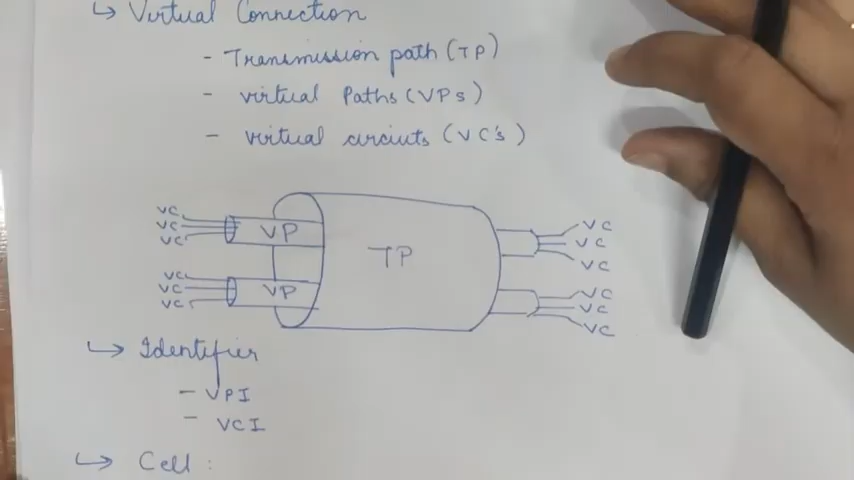 ↳ Virtual Connection
- Transmission path (TP)
- virtual Paths (VPs)
- virtual circuits (VC's)
VC
VC
VC
VP
TP
VC
VC
VC
VC
VC
VC
VP
VC
VC
VC
↳ Identifier
- VPI
- VCI
↳ Cell :